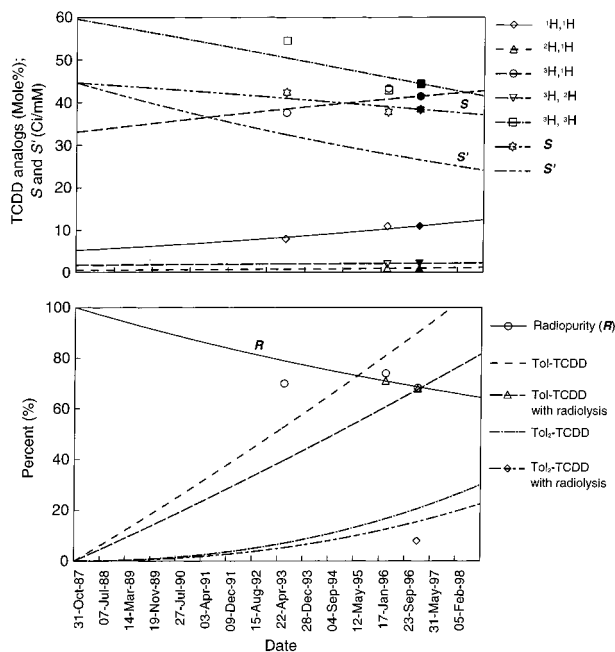 TCDD analogs (Mole%);
S and S' (Ci/mM)
60
50
40
30
20
10
0
S
S'
¹H,¹H
²H,¹H
³H,¹H
³H,²H
³H,³H
S
S'
Percent (%)
100
80
60
40
20
0
R
Radiopurity (R)
Tol-TCDD
Tol-TCDD
with radiolysis
Tol₂-TCDD
Tol₂-TCDD
with radiolysis
31-Oct-87
07-Jul-88
14-Mar-89
19-Nov-89
27-Jul-90
03-Apr-91
09-Dec-91
15-Aug-92
22-Apr-93
28-Dec-93
04-Sep-94
12-May-95
17-Jan-96
23-Sep-96
31-May-97
05-Feb-98
Date